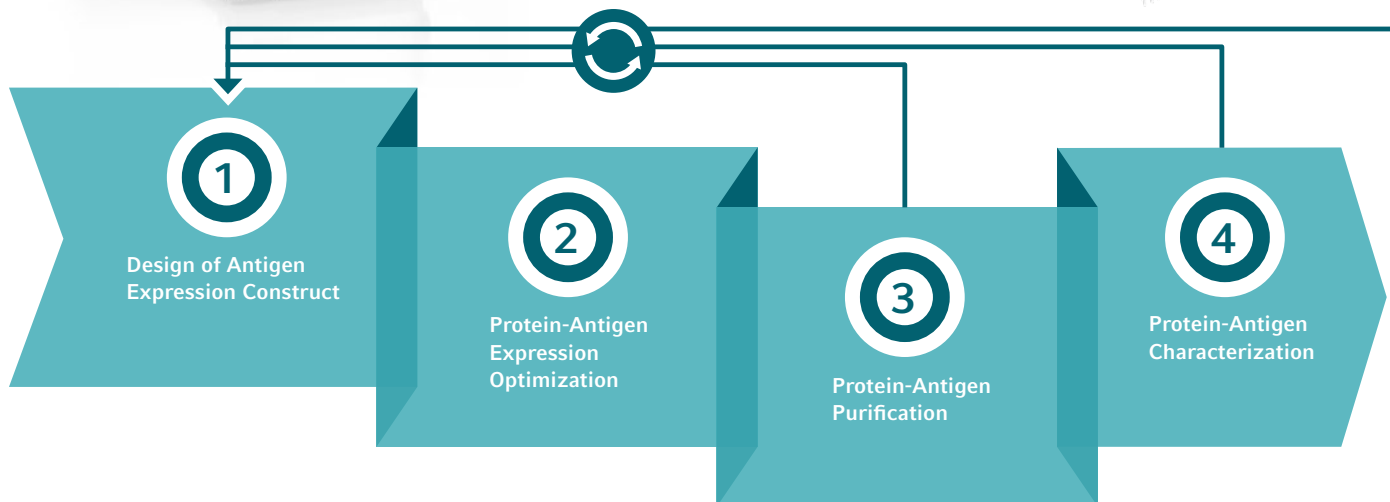 1
Design of Antigen
Expression Construct
2
Protein-Antigen
Expression
Optimization
3
Protein-Antigen
Purification
4
Protein-Antigen
Characterization